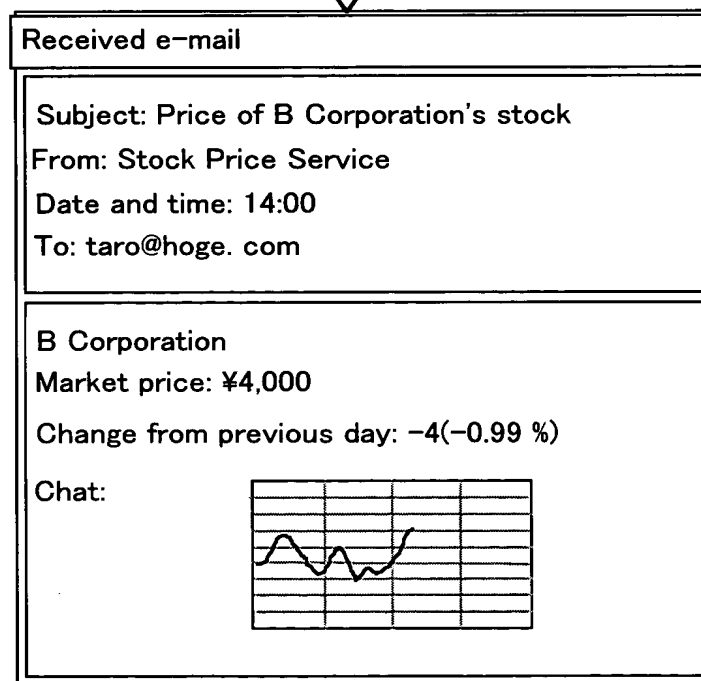 Received e-mail
Subject: Price of B Corporation's stock
From: Stock Price Service
Date and time: 14:00
To: taro@hoge. com
B Corporation
Market price: ¥4,000
Change from previous day: -4(-0.99 %)
Chat: